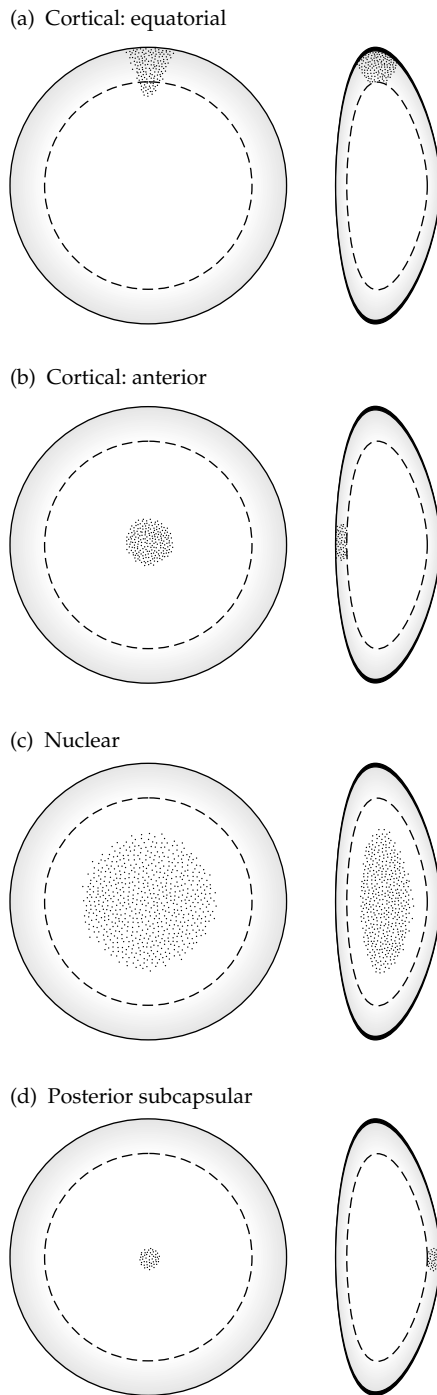 (a) Cortical: equatorial
(b) Cortical: anterior
(c) Nuclear
(d) Posterior subcapsular